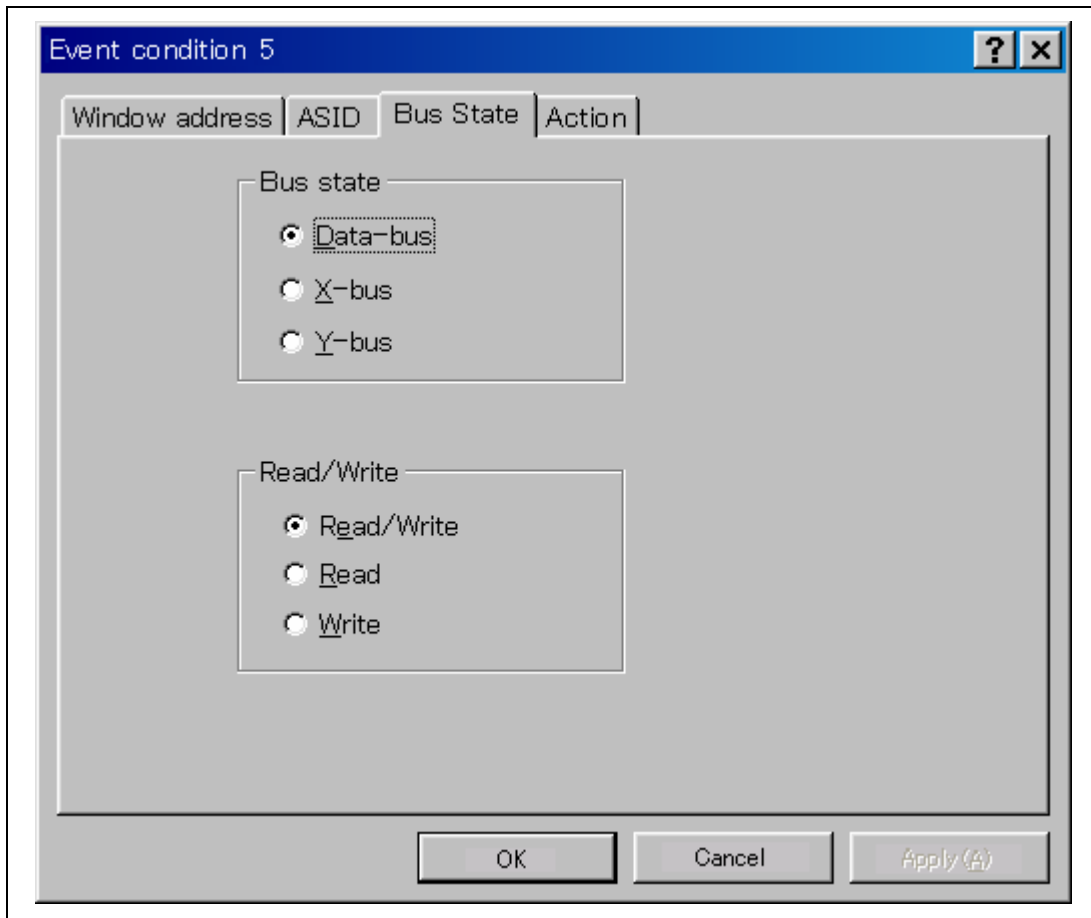 Event condition 5
Window address ASID Bus State Action
Bus state
Data-bus
X-bus
Y-bus
Read/Write
Read/Write
Read
Write
OK Cancel Apply(A)